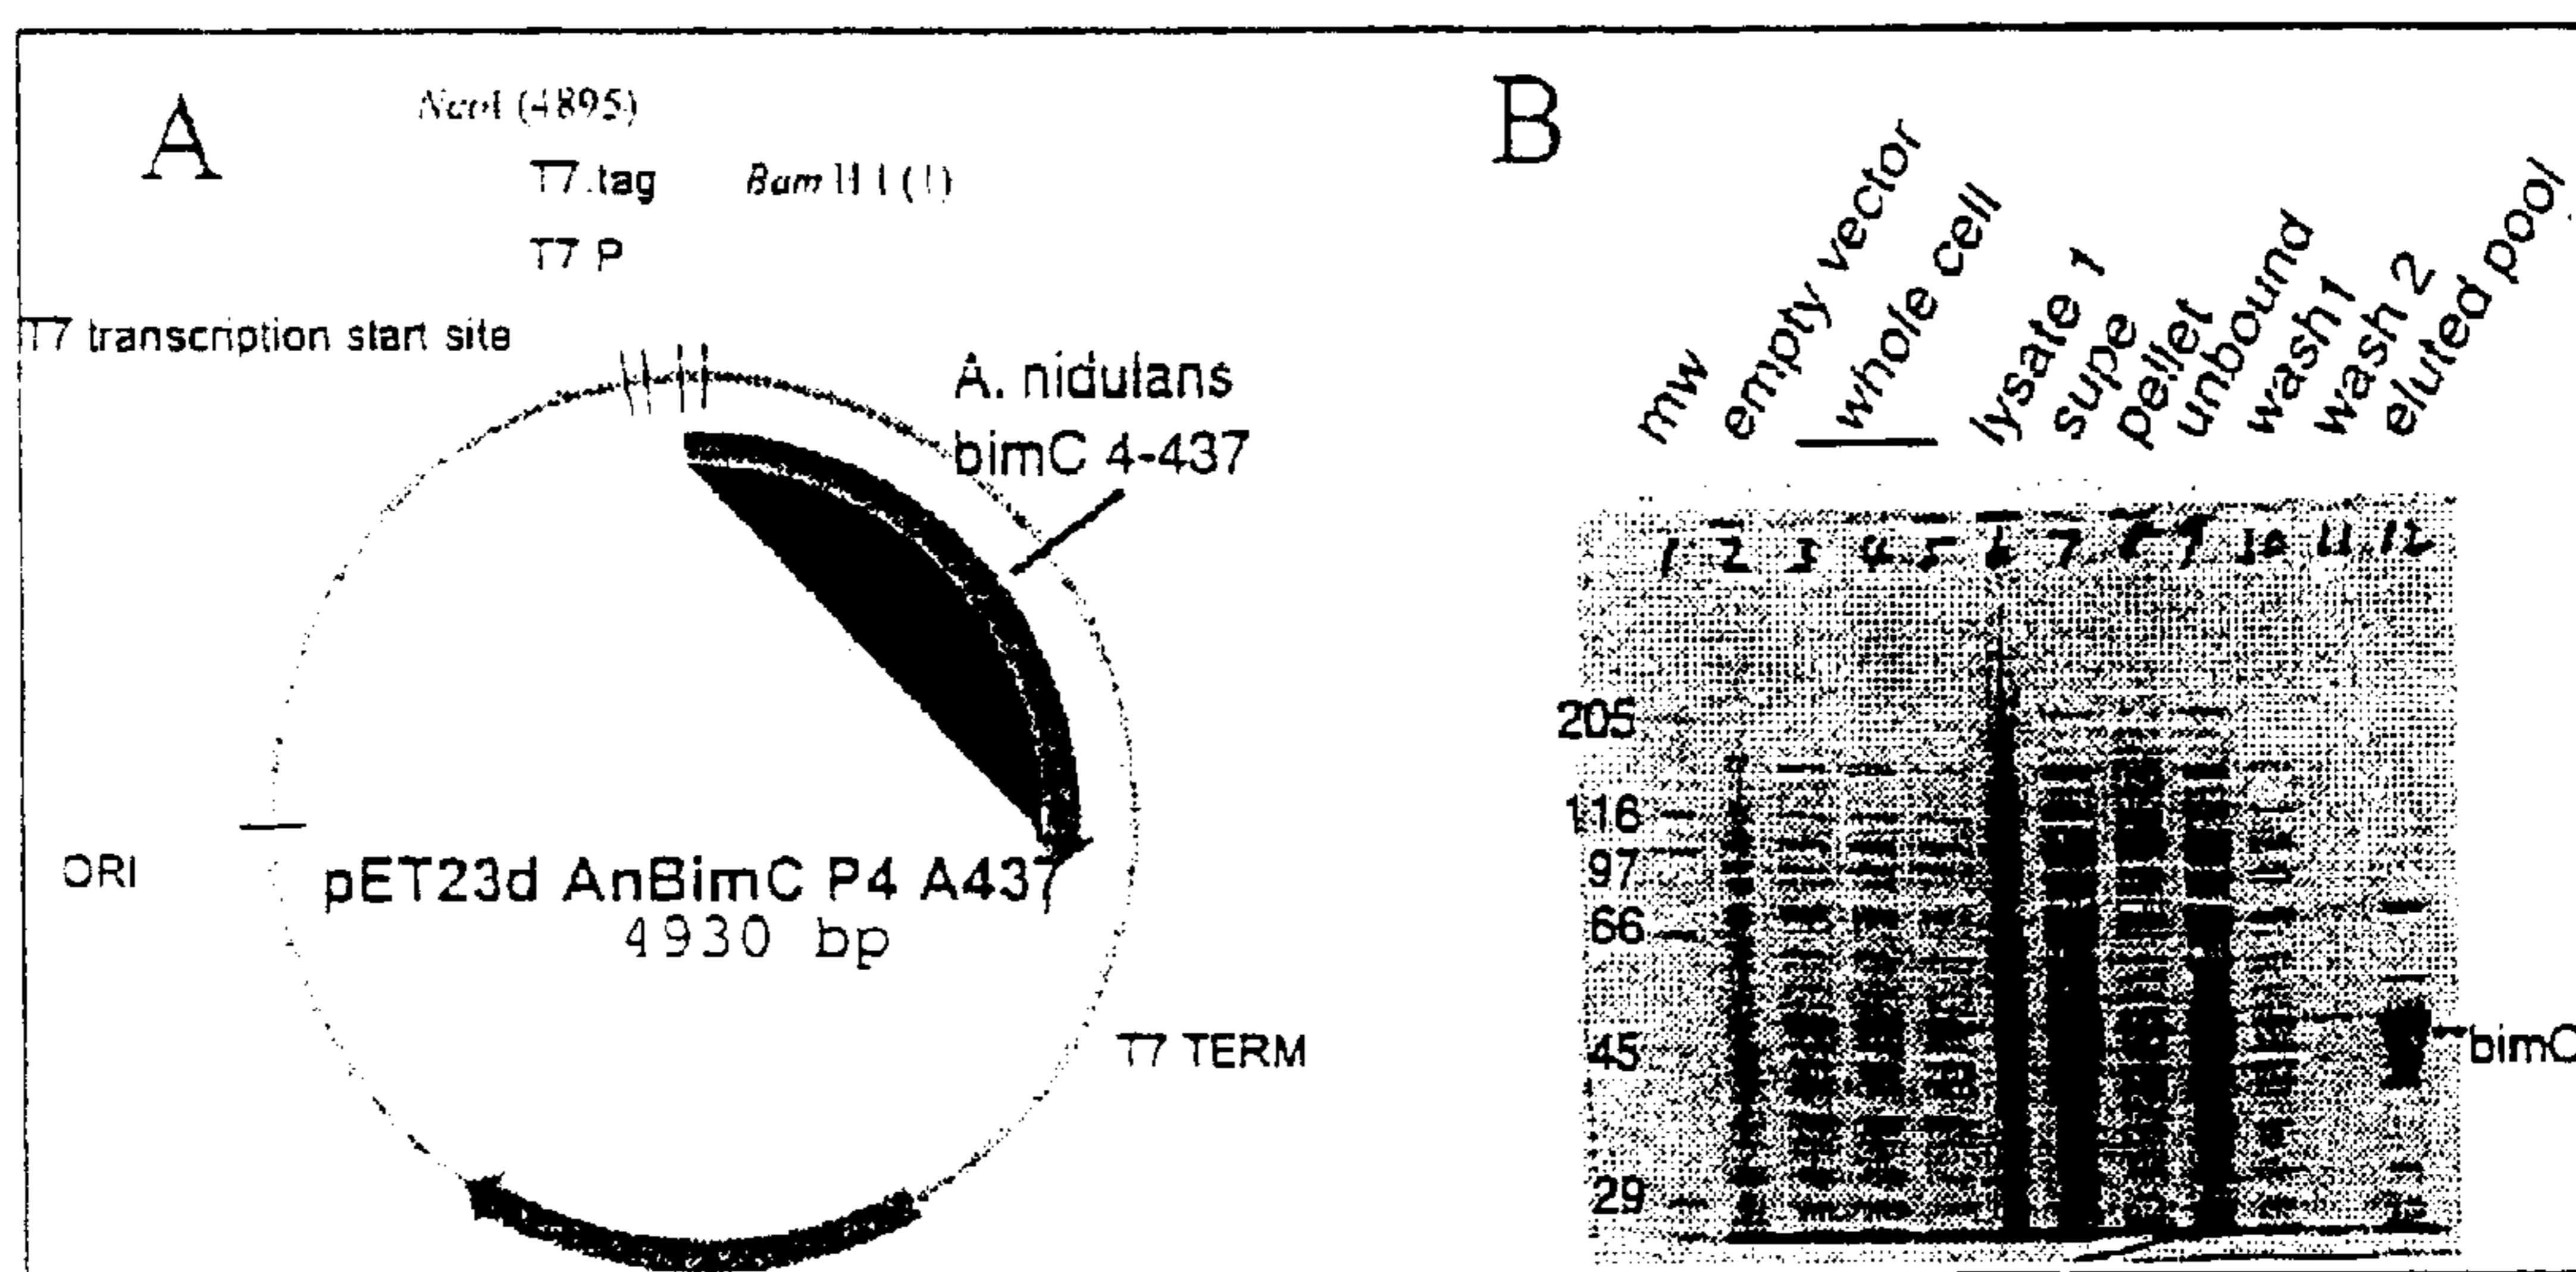 A
NcoI (4895)
T7.tag
BamH I (1)
T7 P
T7 transcription start site
A. nidulans
bimC 4-437
ORI
pET23d AnBimC P4 A437
4930 bp
T7 TERM
B
mw
empty vector
whole cell
lysate 1
supe
pellet
unbound
wash1
wash 2
eluted pool
1 2 3 4 5 6 7 8 9 10 11 12
205
116
97
66
45
29
bimC